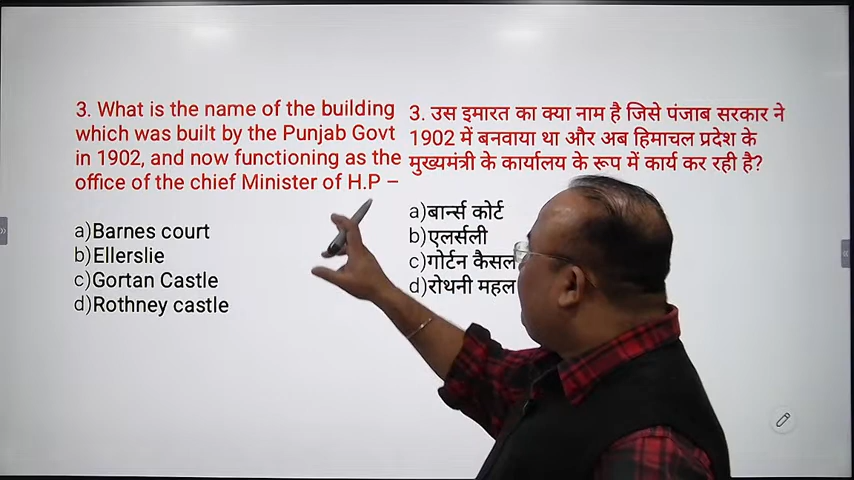 3. What is the name of the building
which was built by the Punjab Govt
in 1902, and now functioning as the
office of the chief Minister of H.P –
a)Barnes court
b)Ellerslie
c)Gortan Castle
d)Rothney castle
3. उस इमारत का क्या नाम है जिसे पंजाब सरकार ने
1902 में बनवाया था और अब हिमाचल प्रदेश के
मुख्यमंत्री के कार्यालय के रूप में कार्य कर रही है?
a)बार्न्स कोर्ट
b)एलर्सली
c)गोर्टन कैसल
d)रोथनी महल